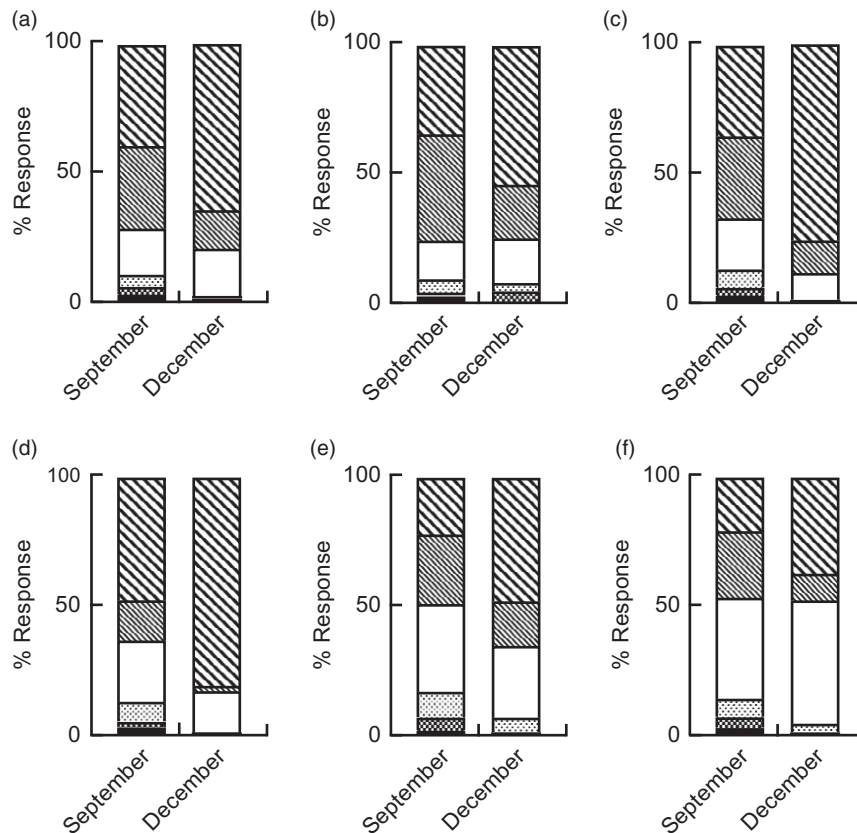 (a)
100
% Response
50
0
September
December
(b)
100
% Response
50
0
September
December
(c)
100
% Response
50
0
September
December
(d)
100
% Response
50
0
September
December
(e)
100
% Response
50
0
September
December
(f)
100
% Response
50
0
September
December